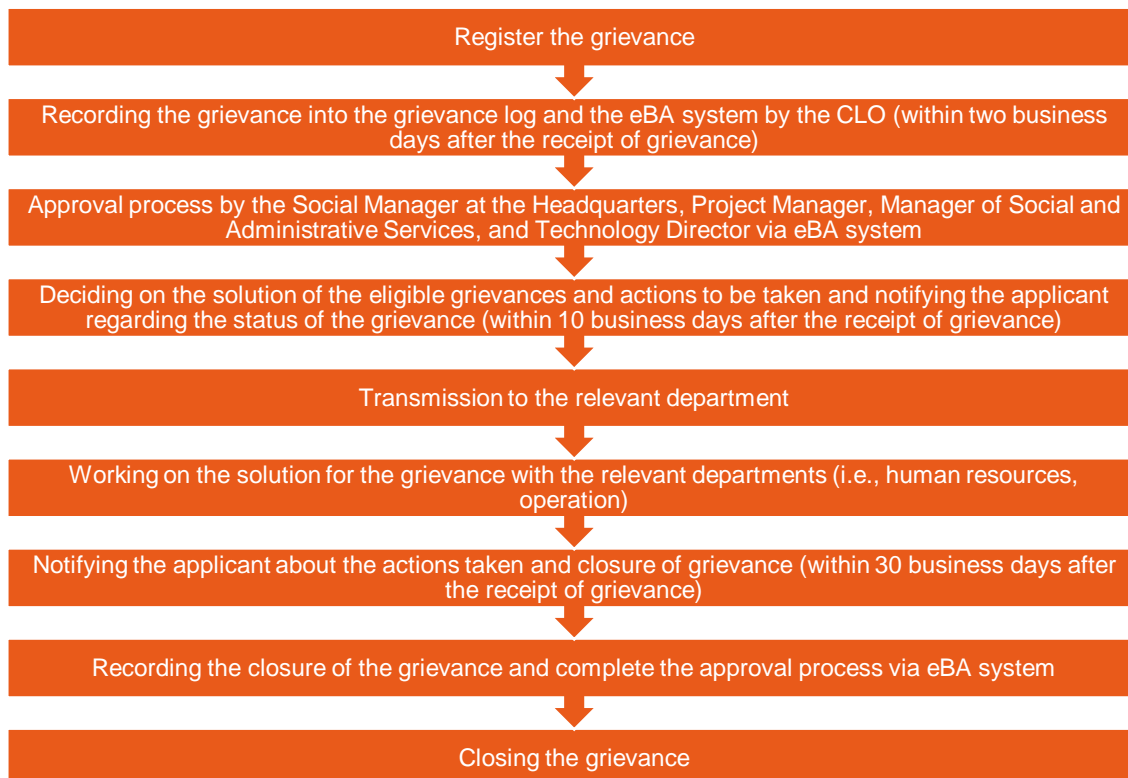 Register the grievance
Recording the grievance into the grievance log and the eBA system by the CLO (within two business
days after the receipt of grievance)
Approval process by the Social Manager at the Headquarters, Project Manager, Manager of Social and
Administrative Services, and Technology Director via eBA system
Deciding on the solution of the eligible grievances and actions to be taken and notifying the applicant
regarding the status of the grievance (within 10 business days after the receipt of grievance)
Transmission to the relevant department
Working on the solution for the grievance with the relevant departments (i.e., human resources,
operation)
Notifying the applicant about the actions taken and closure of grievance (within 30 business days after
the receipt of grievance)
Recording the closure of the grievance and complete the approval process via eBA system
Closing the grievance